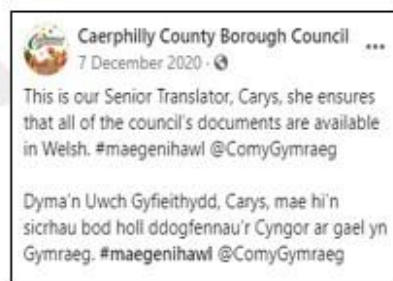 Caerphilly County Borough Council
7 December 2020 ·
This is our Senior Translator, Carys, she ensures
that all of the council's documents are available
in Welsh. #maegenihawl @ComyGymraeg
Dyma'n Uwch Gyfieithydd, Carys, mae hi'n
sicrhau bod holl ddogfennau'r Cyngor ar gael yn
Gymraeg. #maegenihawl @ComyGymraeg